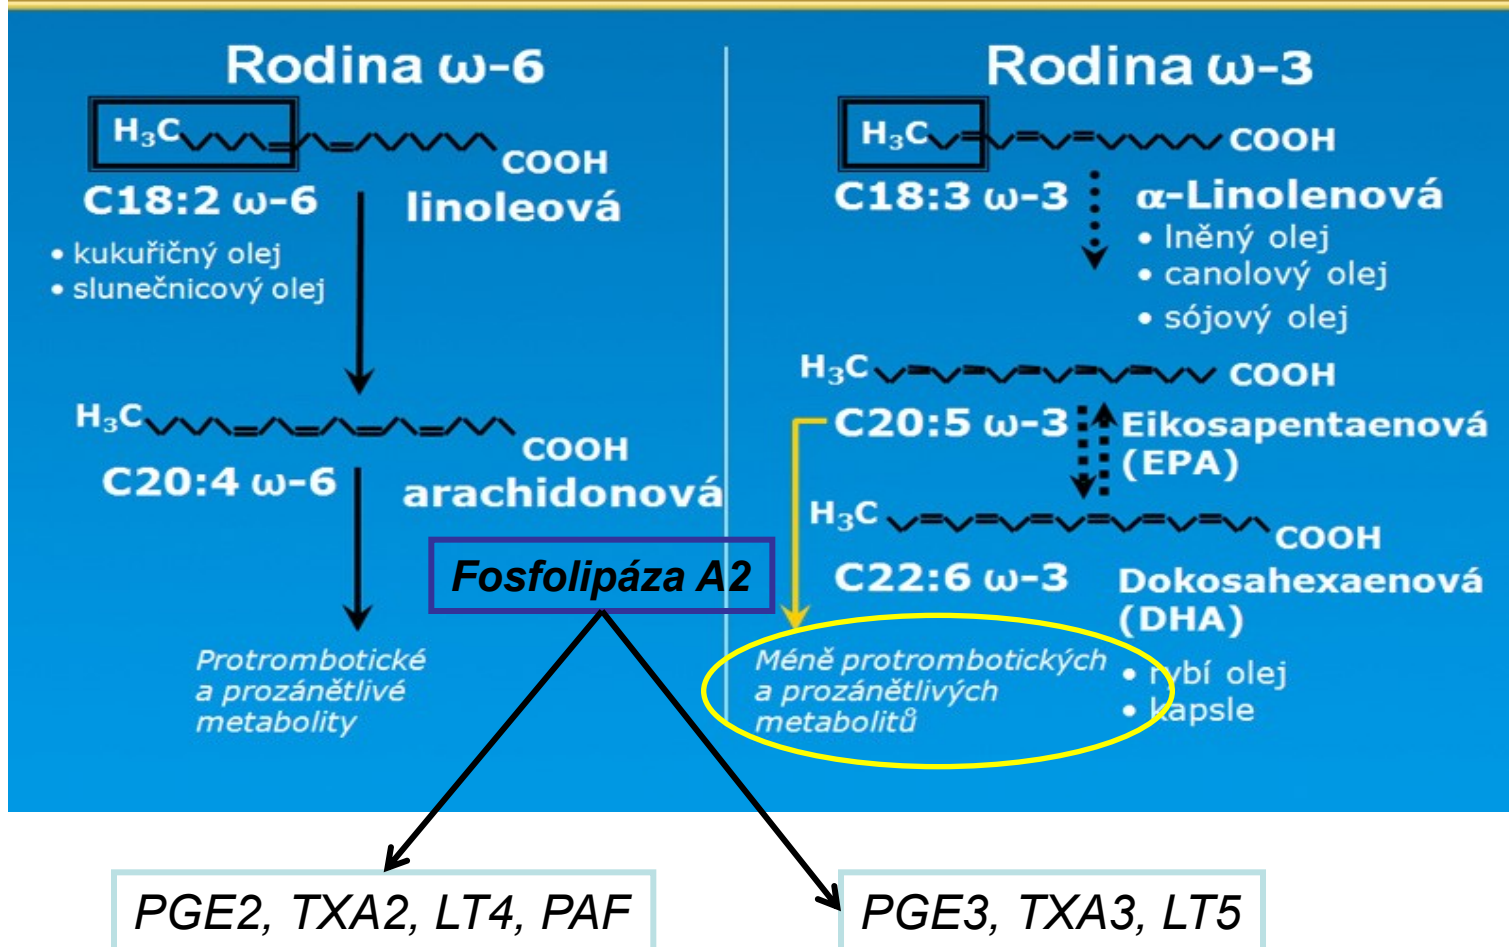 Rodina ω-6
H₃C
COOH
C18:2 ω-6
linoleová
• kukuřičný olej
• slunečnicový olej
H₃C
COOH
C20:4 ω-6
arachidonová
Fosfolipáza A2
Protrombotické
a prozánětlivé
metabolity
Rodina ω-3
H₃C
COOH
C18:3 ω-3
α-Linolenová
• lněný olej
• canolový olej
• sójový olej
H₃C
COOH
C20:5 ω-3
Eikosapentaenová
(EPA)
H₃C
COOH
C22:6 ω-3
Dokosahexaenová
(DHA)
Méně protrombotických
a prozánětlivých
metabolitů
• rybí olej
• kapsle
PGE2, TXA2, LT4, PAF
PGE3, TXA3, LT5